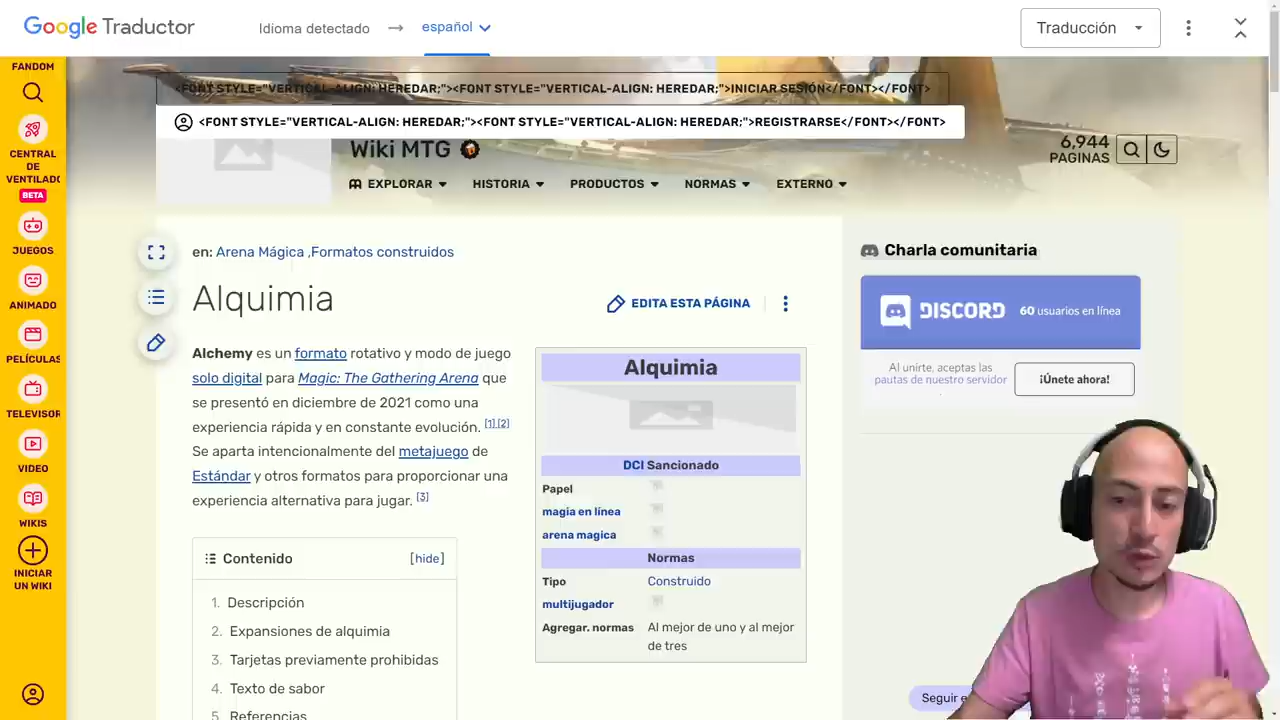 Google Traductor
Idioma detectado → español
Traducción
FANDOM
CENTRAL
DE
VENTILADO
BETA
JUEGOS
ANIMADO
PELÍCULAS
TELEVISOR
VIDEO
WIKIS
INICIAR
UN WIKI
<FONT STYLE="VERTICAL-ALIGN: HEREDAR;"><FONT STYLE="VERTICAL-ALIGN: HEREDAR;">INICIAR SESIÓN</FONT></FONT>
<FONT STYLE="VERTICAL-ALIGN: HEREDAR;"><FONT STYLE="VERTICAL-ALIGN: HEREDAR;">REGISTRARSE</FONT></FONT>
Wiki MTG
6,944
PAGINAS
EXPLORAR HISTORIA PRODUCTOS NORMAS EXTERNO
en: Arena Mágica ,Formatos construidos
Alquimia
EDITA ESTA PÁGINA
Alchemy es un formato rotativo y modo de juego
solo digital para Magic: The Gathering Arena que
se presentó en diciembre de 2021 como una
experiencia rápida y en constante evolución. [1] [2]
Se aparta intencionalmente del metajuego de
Estándar y otros formatos para proporcionar una
experiencia alternativa para jugar. [3]
Contenido [hide]
1. Descripción
2. Expansiones de alquimia
3. Tarjetas previamente prohibidas
4. Texto de sabor
5. Referencias
Alquimia
DCI Sancionado
Papel
magia en línea
arena magica
Normas
Tipo Construido
multijugador
Agregar. normas Al mejor de uno y al mejor
de tres
Charla comunitaria
DISCORD 60 usuarios en línea
Al unirte, aceptas las
pautas de nuestro servidor
¡Únete ahora!
Seguir e